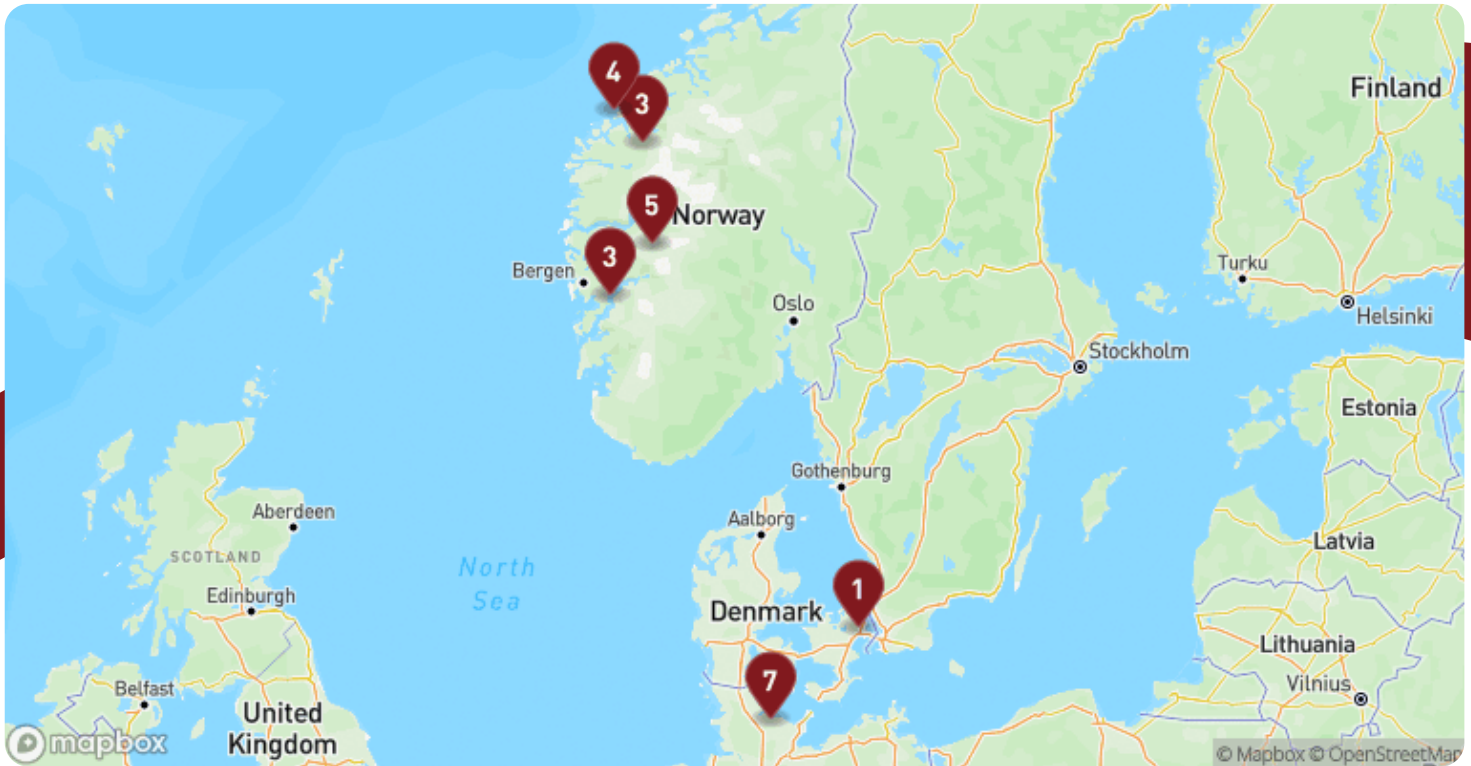 4
3
Finland
5
Norway
3
Bergen
Turku
Oslo
Helsinki
Stockholm
Estonia
Gothenburg
Aberdeen
Aalborg
SCOTLAND
Latvia
North
Sea
Edinburgh
1
Denmark
Lithuania
7
Belfast
Vilnius
United
Kingdom
mapbox
© Mapbox © OpenStreetMap